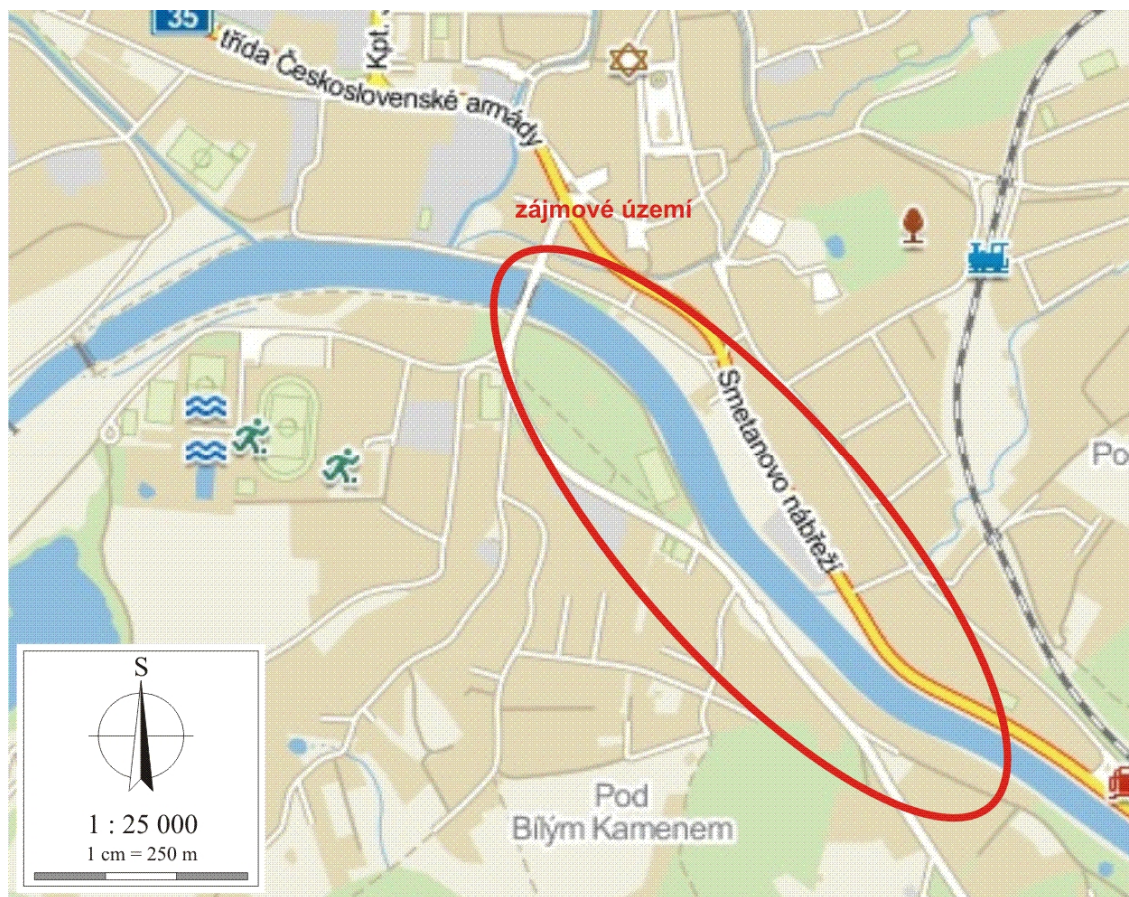 35
třída Československé armády
Kpt.
zájmové území
Smetanovo nábřeží
Po
Pod
Bílým Kamenem
S
1 : 25 000
1 cm = 250 m